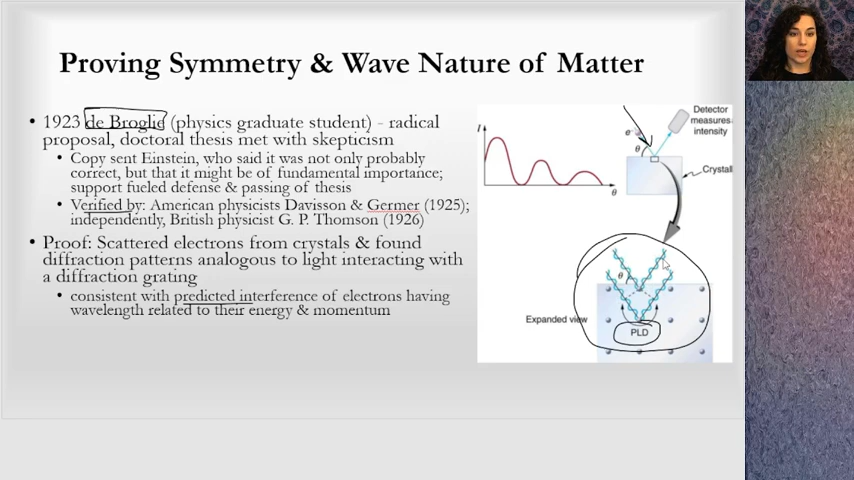 Proving Symmetry & Wave Nature of Matter
• 1923 de Broglie (physics graduate student) - radical
proposal, doctoral thesis met with skepticism
• Copy sent Einstein, who said it was not only probably
correct, but that it might be of fundamental importance;
support fueled defense & passing of thesis
• Verified by: American physicists Davisson & Germer (1925);
independently, British physicist G. P. Thomson (1926)
• Proof: Scattered electrons from crystals & found
diffraction patterns analogous to light interacting with
a diffraction grating
• consistent with predicted interference of electrons having
wavelength related to their energy & momentum
I
θ
Detector
measures
intensity
e⁻
θ
Crystal
θ
Expanded view
PLD